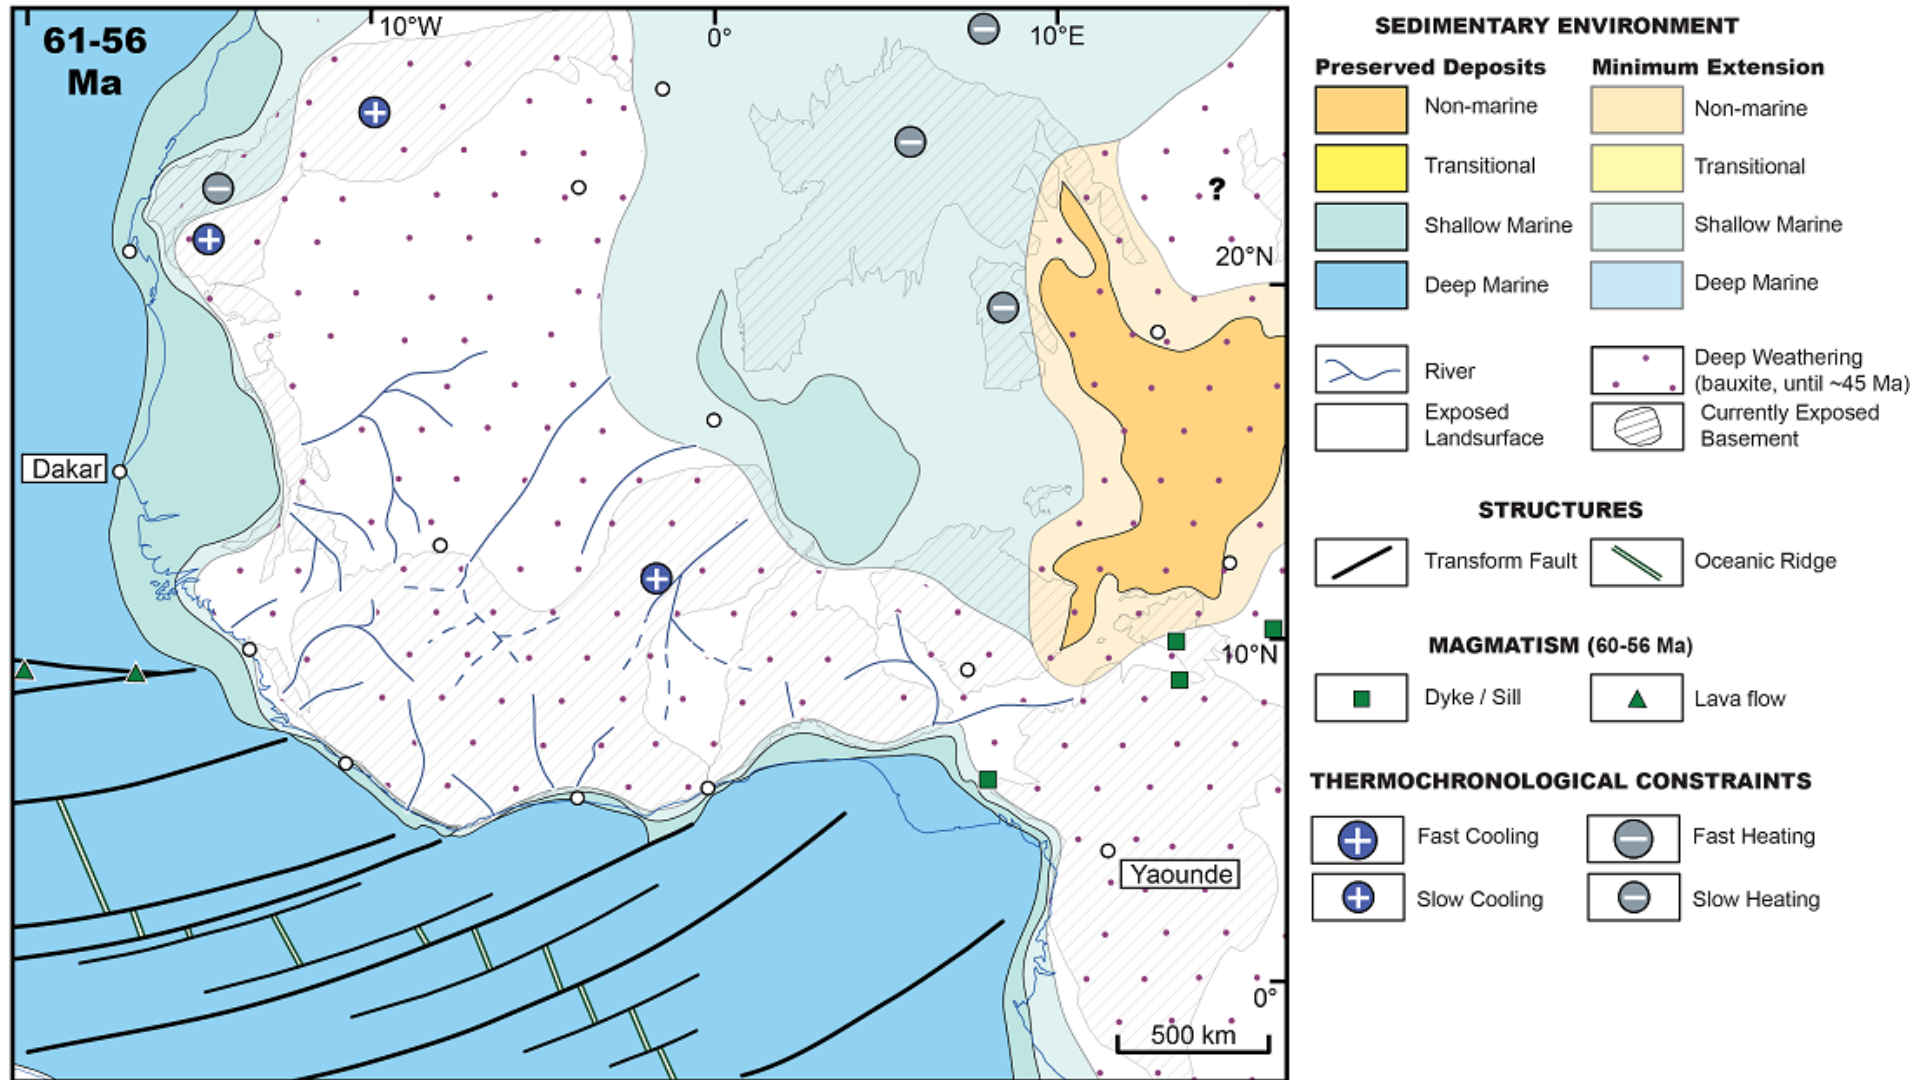 61-56
Ma
10°W
0°
10°E
20°N
?
Dakar
10°N
Yaounde
0°
500 km
SEDIMENTARY ENVIRONMENT
Preserved Deposits
Minimum Extension
Non-marine
Non-marine
Transitional
Transitional
Shallow Marine
Shallow Marine
Deep Marine
Deep Marine
River
Deep Weathering
(bauxite, until ~45 Ma)
Exposed
Landsurface
Currently Exposed
Basement
STRUCTURES
Transform Fault
Oceanic Ridge
MAGMATISM (60-56 Ma)
Dyke / Sill
Lava flow
THERMOCHRONOLOGICAL CONSTRAINTS
Fast Cooling
Fast Heating
Slow Cooling
Slow Heating